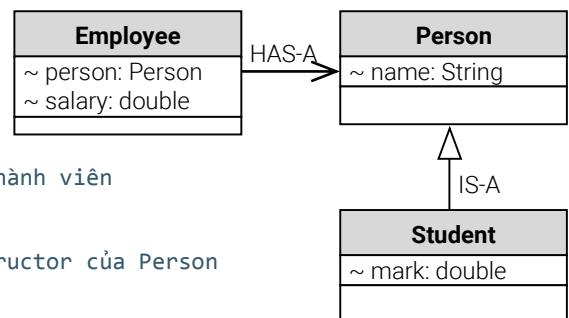 Employee
~ person: Person
~ salary: double
HAS-A
Person
~ name: String
hành viên
IS-A
ructor của Person
Student
~ mark: double